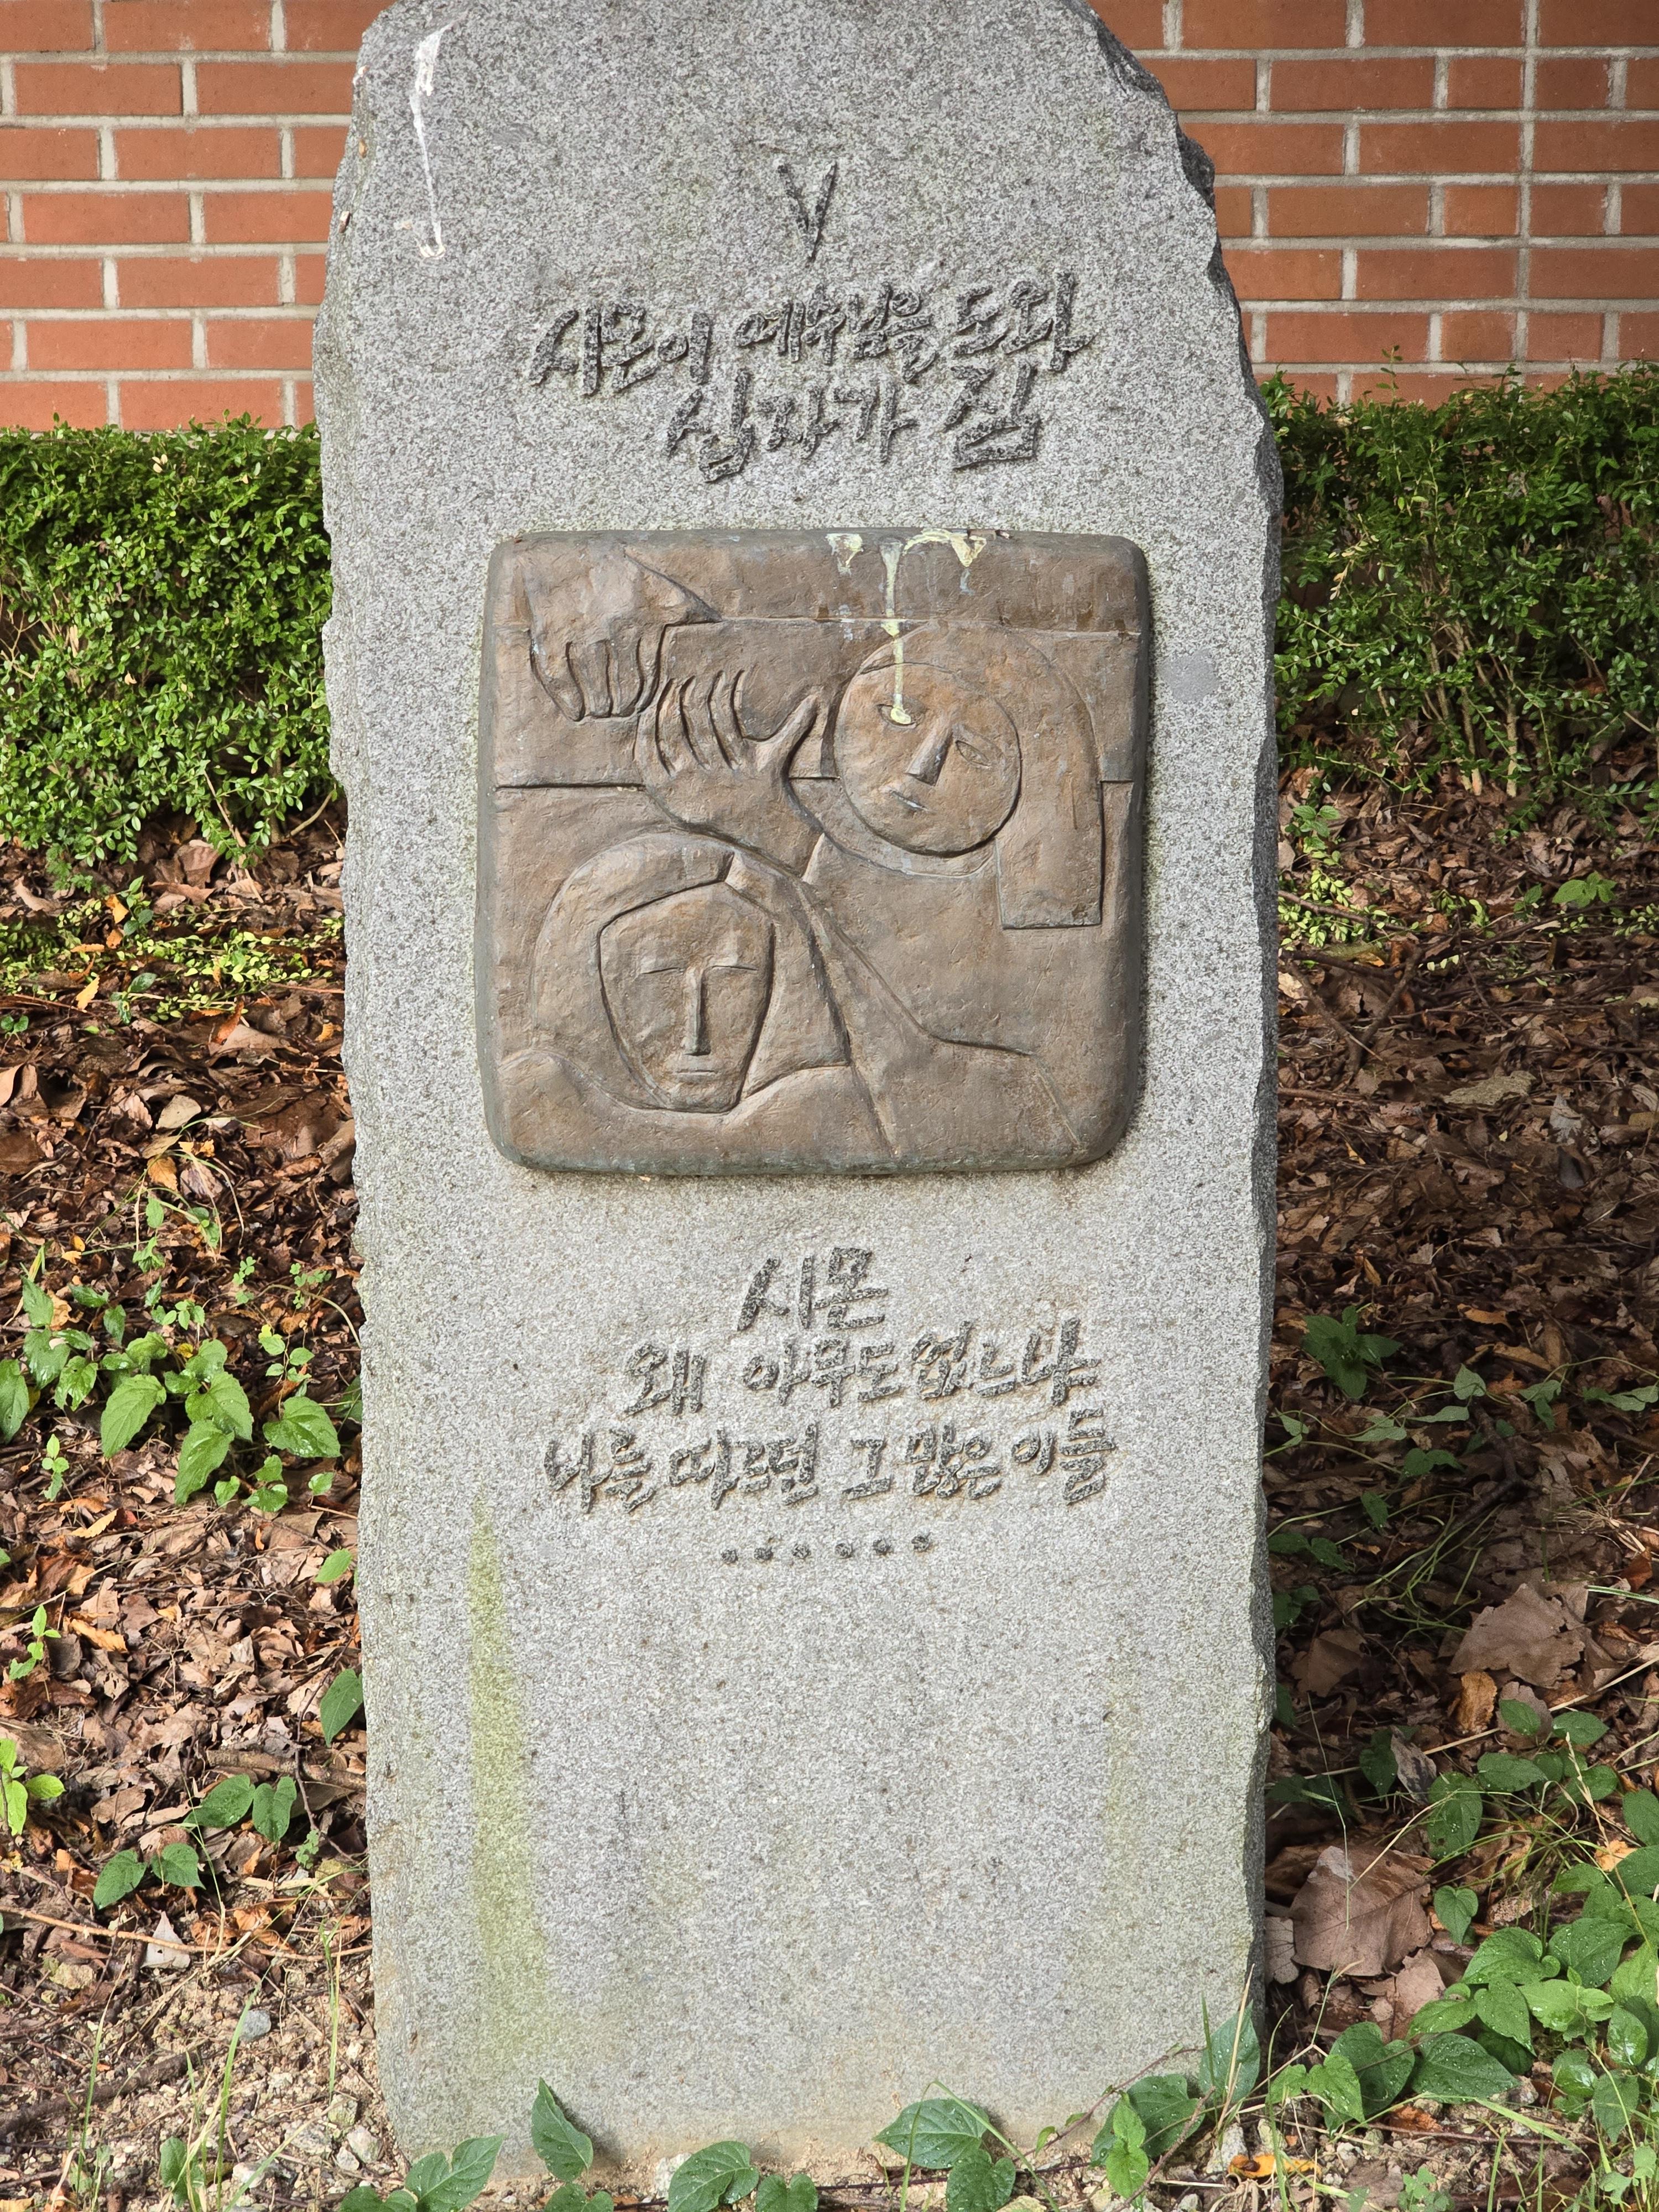 V
시몬이 예수님을 도와
십자가 짐
시몬
왜 아무도 없느냐
나를 따르던 그 많은 이들
......